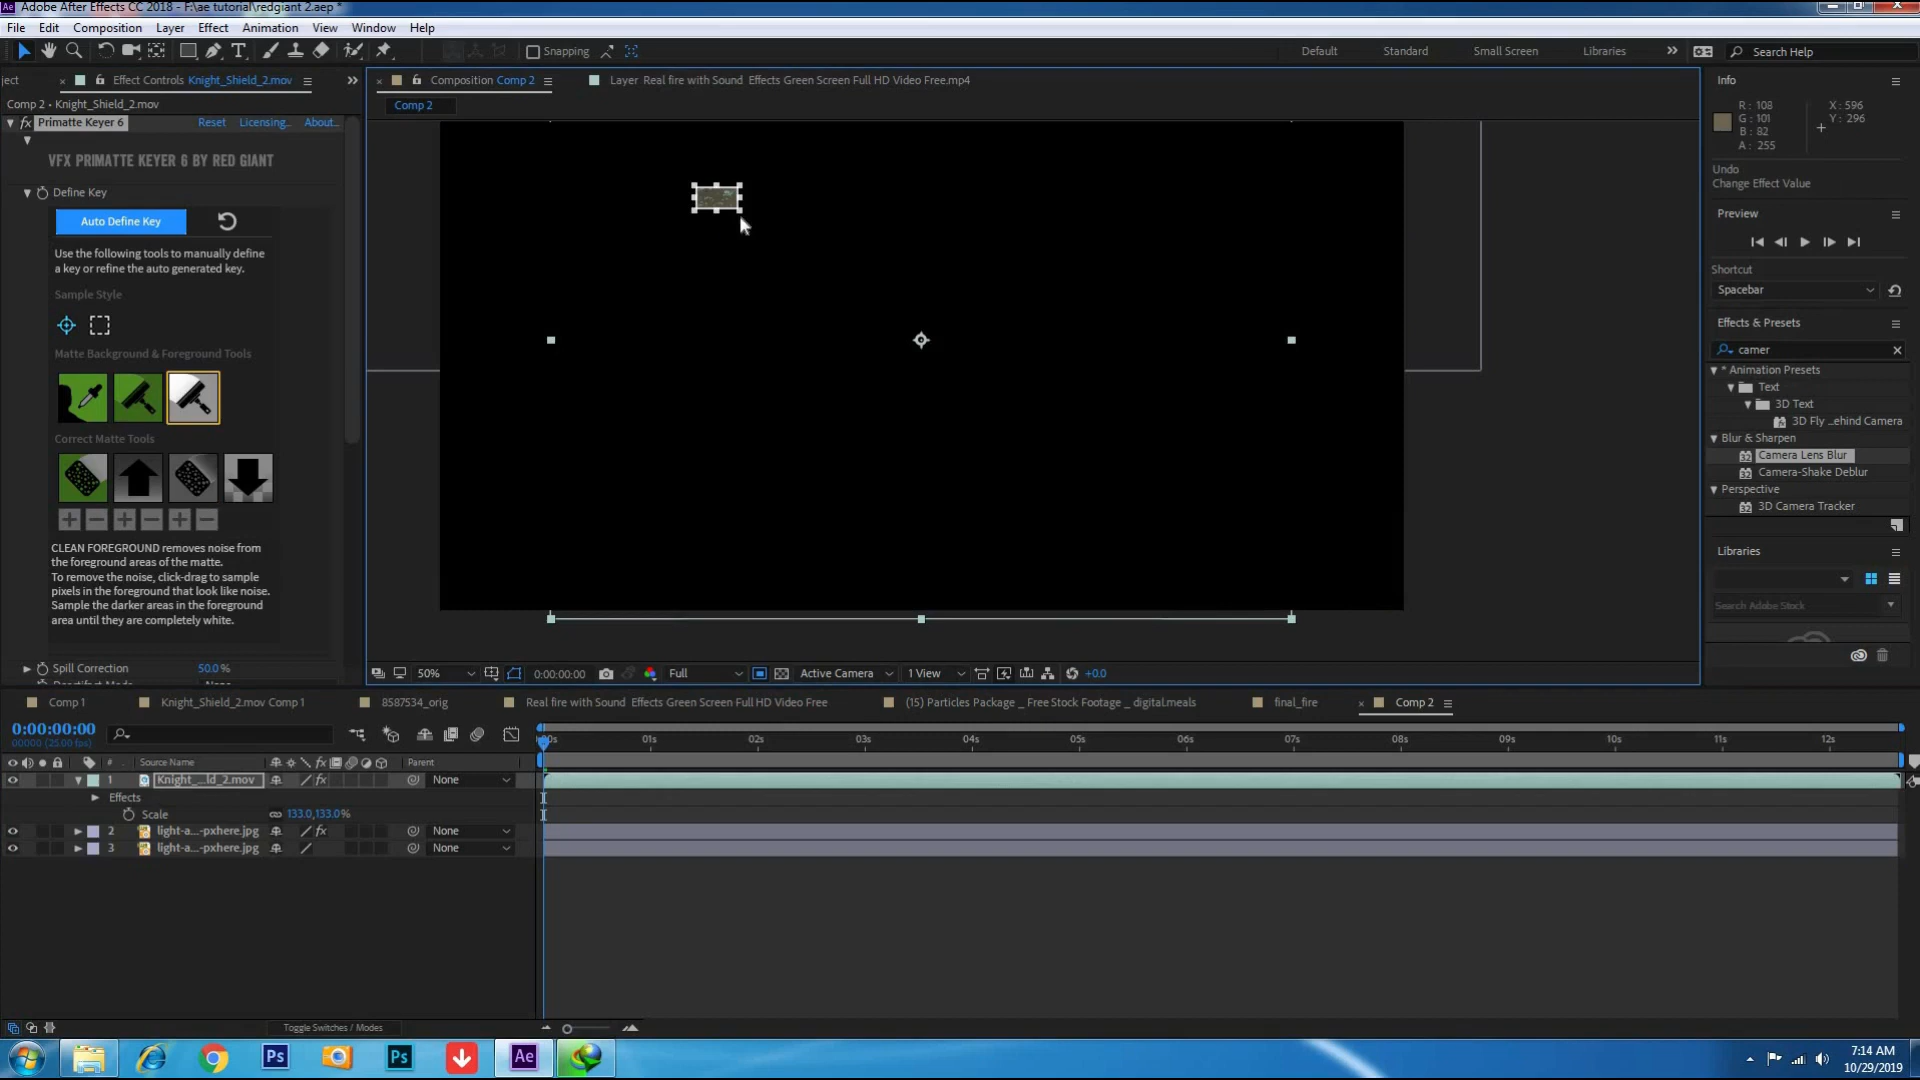 Adobe After Effects CC 2018 - F:\ae tutorial\redgiant 2.aep *
File Edit Composition Layer Effect Animation View Window Help
Snapping
Default Standard Small Screen Libraries Search Help
ject Effect Controls Knight_Shield_2.mov
Composition Comp 2
Layer Real fire with Sound Effects Green Screen Full HD Video Free.mp4
Comp 2 • Knight_Shield_2.mov
Comp 2
fx Primatte Keyer 6 Reset Licensing... About...
VFX PRIMATTE KEYER 6 BY RED GIANT
Define Key
Auto Define Key
Use the following tools to manually define
a key or refine the auto generated key.
Sample Style
Matte Background & Foreground Tools
Correct Matte Tools
CLEAN FOREGROUND removes noise from
the foreground areas of the matte.
To remove the noise, click-drag to sample
pixels in the foreground that look like noise.
Sample the darker areas in the foreground
area until they are completely white.
Spill Correction 50.0%
50% 0:00:00:00 Full Active Camera 1 View +0.0
Info
R: 108 X: 596
G: 101 Y: 296
B: 82
A: 255
Undo
Change Effect Value
Preview
Shortcut
Spacebar
Effects & Presets
camer
* Animation Presets
Text
3D Text
3D Fly ...ehind Camera
Blur & Sharpen
Camera Lens Blur
Camera-Shake Deblur
Perspective
3D Camera Tracker
Libraries
Search Adobe Stock
Comp 1 Knight_Shield_2.mov Comp 1 8587534_orig Real fire with Sound Effects Green Screen Full HD Video Free (15) Particles Package _ Free Stock Footage _ digital.meals final_fire Comp 2
0:00:00:00
00000 (25.00 fps)
01s 02s 03s 04s 05s 06s 07s 08s 09s 10s 11s 12s
# Source Name fx Parent
1 Knight_...ld_2.mov fx None
Effects
Scale 133.0,133.0%
2 light-a...-pxhere.jpg fx None
3 light-a...-pxhere.jpg None
Toggle Switches / Modes
Ps Ps Ae
7:14 AM
10/29/2019